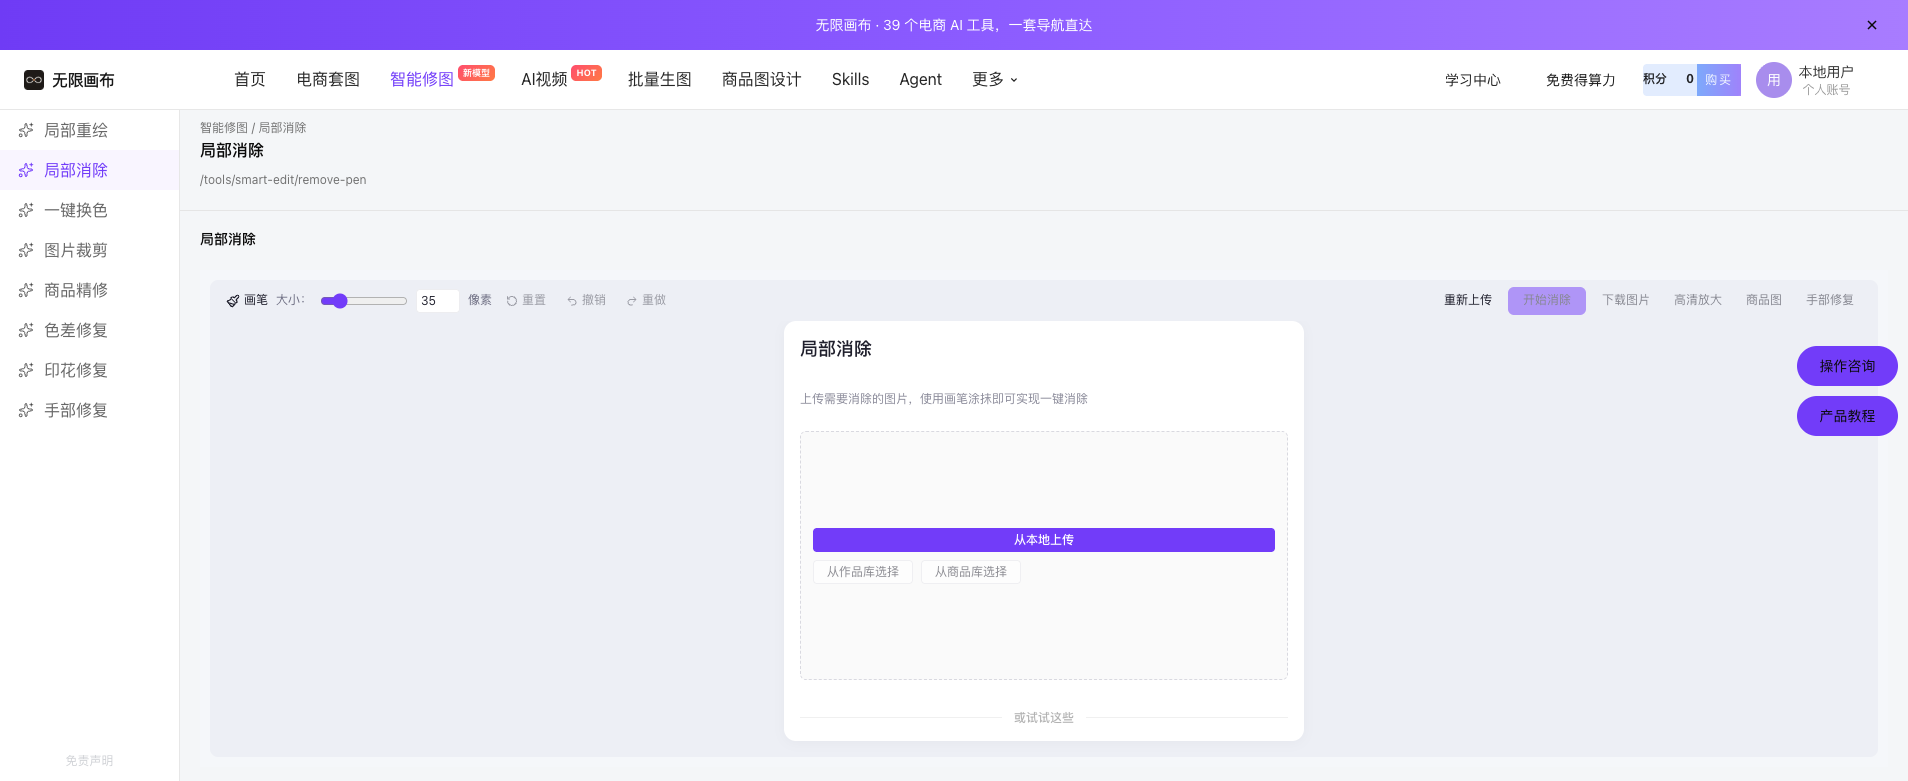 无限画布 · 39 个电商 AI 工具，一套导航直达
无限画布
首页
电商套图
智能修图 新模型
AI视频 HOT
批量生图
商品图设计
Skills
Agent
更多
学习中心
免费得算力
积分 0 购买
用
本地用户
个人账号
局部重绘
局部消除
一键换色
图片裁剪
商品精修
色差修复
印花修复
手部修复
免责声明
智能修图 / 局部消除
局部消除
/tools/smart-edit/remove-pen
局部消除
画笔 大小: 35 像素 重置 撤销 重做
重新上传 开始消除 下载图片 高清放大 商品图 手部修复
局部消除
上传需要消除的图片，使用画笔涂抹即可实现一键消除
从本地上传
从作品库选择 从商品库选择
或试试这些
操作咨询
产品教程